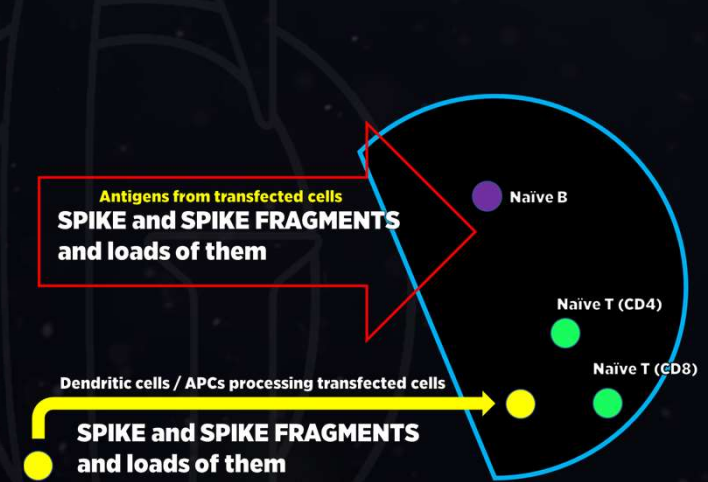 Antigens from transfected cells
SPIKE and SPIKE FRAGMENTS
and loads of them
Naïve B
Naïve T (CD4)
Naïve T (CD8)
Dendritic cells / APCs processing transfected cells
SPIKE and SPIKE FRAGMENTS
and loads of them